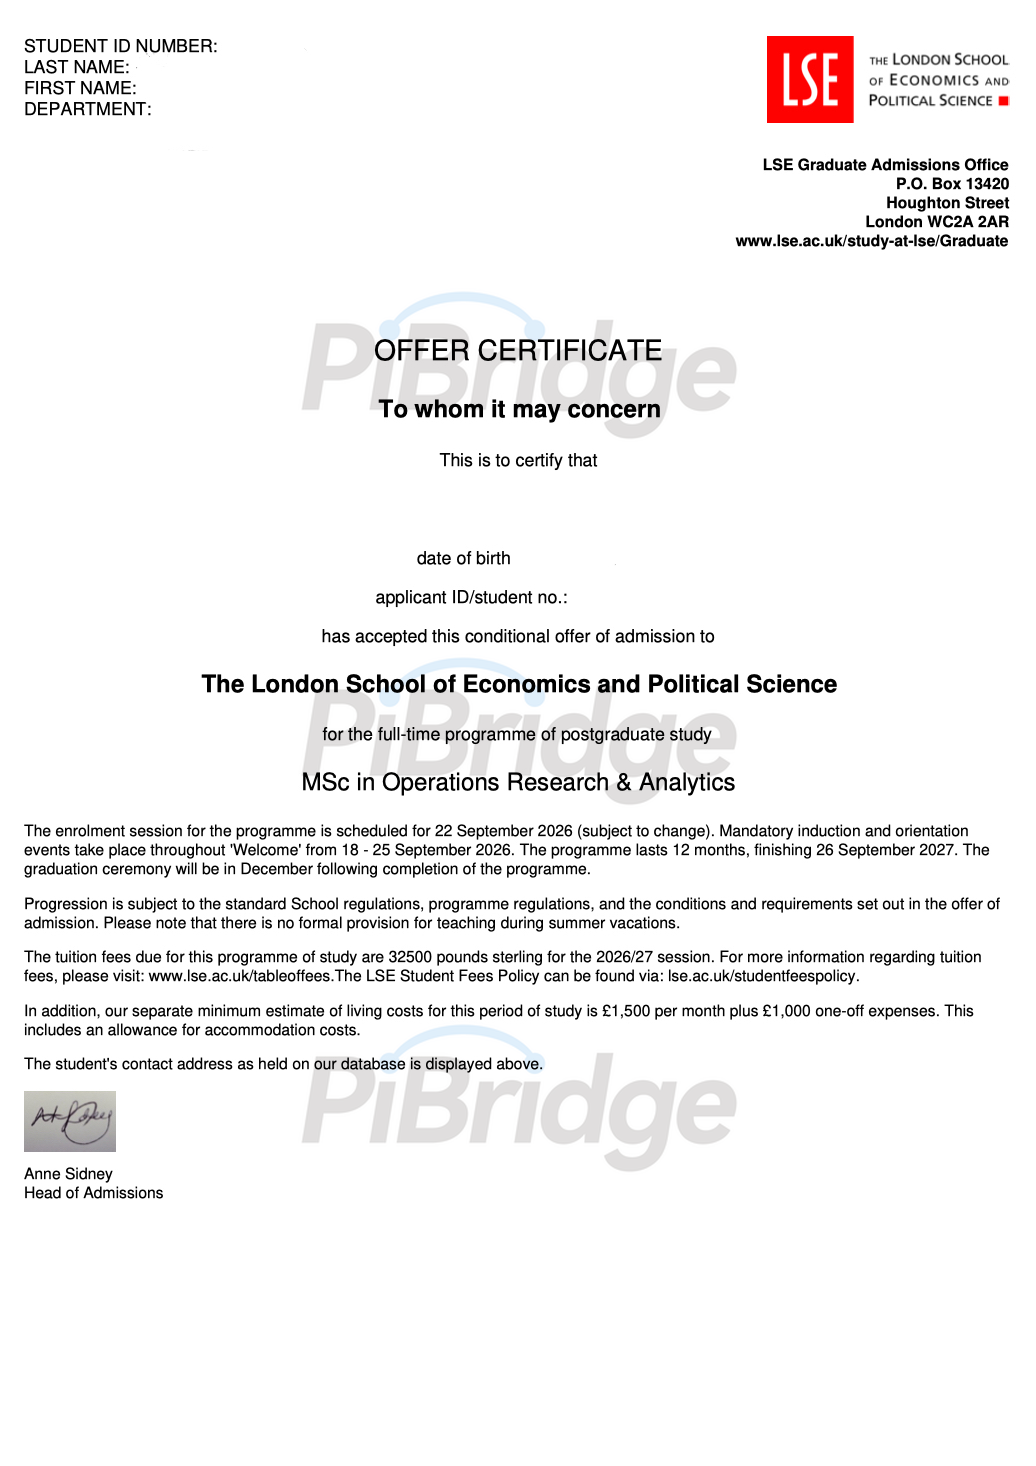 STUDENT ID NUMBER:
LAST NAME:
FIRST NAME:
DEPARTMENT:
LSE
THE LONDON SCHOOL
OF ECONOMICS AND
POLITICAL SCIENCE
LSE Graduate Admissions Office
P.O. Box 13420
Houghton Street
London WC2A 2AR
www.lse.ac.uk/study-at-lse/Graduate
PiBridge
OFFER CERTIFICATE
To whom it may concern
This is to certify that
date of birth
applicant ID/student no.:
has accepted this conditional offer of admission to
The London School of Economics and Political Science
PiBridge
for the full-time programme of postgraduate study
MSc in Operations Research & Analytics
The enrolment session for the programme is scheduled for 22 September 2026 (subject to change). Mandatory induction and orientation
events take place throughout 'Welcome' from 18 - 25 September 2026. The programme lasts 12 months, finishing 26 September 2027. The
graduation ceremony will be in December following completion of the programme.
Progression is subject to the standard School regulations, programme regulations, and the conditions and requirements set out in the offer of
admission. Please note that there is no formal provision for teaching during summer vacations.
The tuition fees due for this programme of study are 32500 pounds sterling for the 2026/27 session. For more information regarding tuition
fees, please visit: www.lse.ac.uk/tableoffees.The LSE Student Fees Policy can be found via: lse.ac.uk/studentfeespolicy.
In addition, our separate minimum estimate of living costs for this period of study is £1,500 per month plus £1,000 one-off expenses. This
includes an allowance for accommodation costs.
The student's contact address as held on our database is displayed above.
PiBridge
Anne Sidney
Head of Admissions